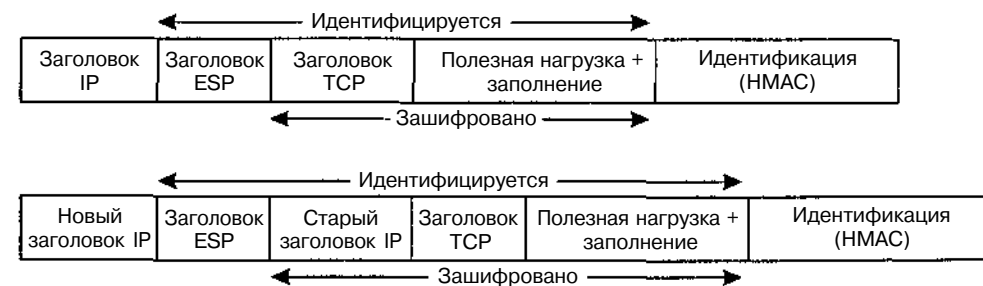 Идентифицируется
Заголовок IP
Заголовок ESP
Заголовок TCP
Полезная нагрузка + заполнение
Идентификация (HMAC)
Зашифровано
Идентифицируется
Новый заголовок IP
Заголовок ESP
Старый заголовок IP
Заголовок TCP
Полезная нагрузка + заполнение
Идентификация (HMAC)
Зашифровано